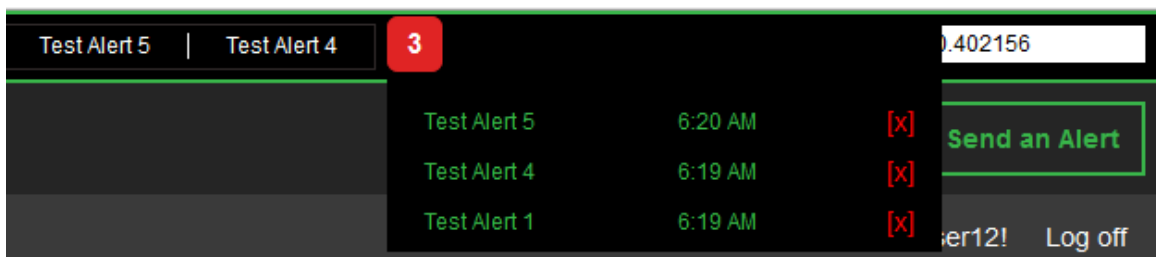 Test Alert 5 | Test Alert 4 3 0.402156
Test Alert 5 6:20 AM [x] Send an Alert
Test Alert 4 6:19 AM [x]
Test Alert 1 6:19 AM [x]
ser12! Log off